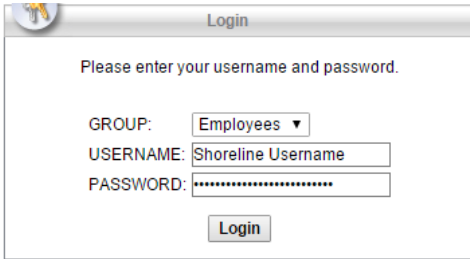 Login
Please enter your username and password.
GROUP: Employees ▼
USERNAME: Shoreline Username
PASSWORD: ••••••••••••••••••••••••••
Login